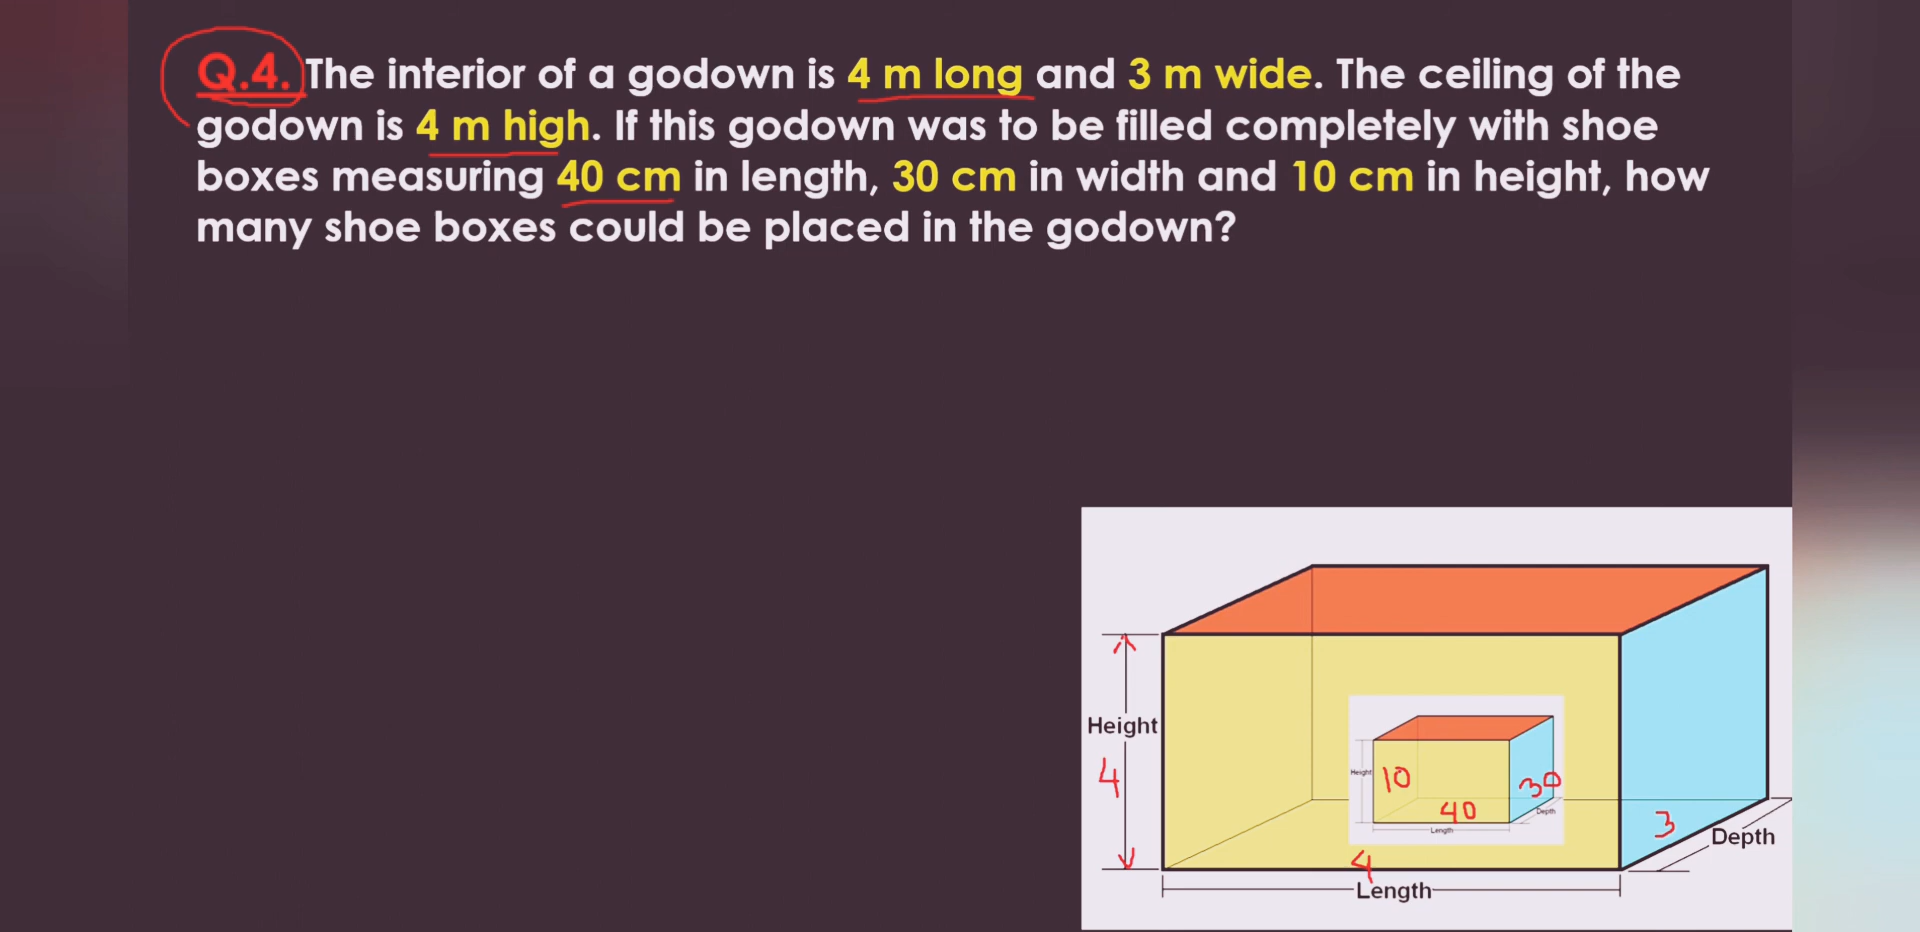 Q.4. The interior of a godown is 4 m long and 3 m wide. The ceiling of the
godown is 4 m high. If this godown was to be filled completely with shoe
boxes measuring 40 cm in length, 30 cm in width and 10 cm in height, how
many shoe boxes could be placed in the godown?
Height
4
Height
10
40
30
Depth
Length
3
Depth
4
Length